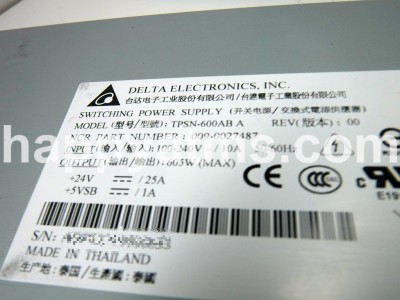 DELTA ELECTRONICS, INC.
台达电子工业股份有限公司/台達電子工業股份有限公司
SWITCHING POWER SUPPLY (开关电源/交換式電源供應器)
MODEL (型号/型號): TPSN-600AB A REV(版本): 00
NCR PART NUMBER: 009-0027487
INPUT (输入/輸入): 100-240V 10A 50/60Hz
OUTPUT (输出/輸出): 605W (MAX)
+24V 25A
+5VSB 1A
CE
S/N:
MADE IN THAILAND
生产地: 泰国/生產國: 泰國
E19